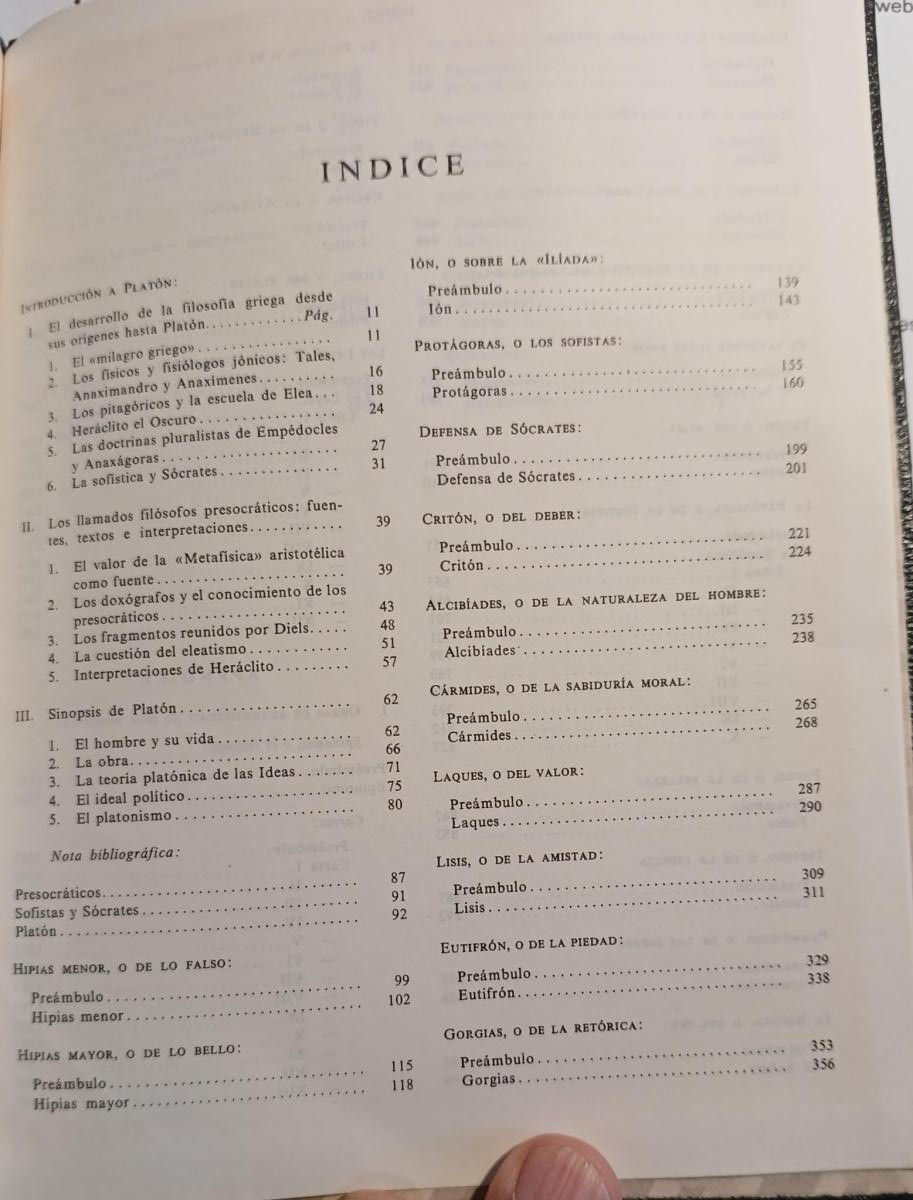 web
INDICE
INTRODUCCIÓN A PLATÓN:
I. El desarrollo de la filosofía griega desde
sus orígenes hasta Platón............Pág. 11
1. El «milagro griego»................ 11
2. Los físicos y fisiólogos jónicos: Tales,
Anaximandro y Anaxímenes.......... 16
3. Los pitagóricos y la escuela de Elea... 18
4. Heráclito el Oscuro................ 24
5. Las doctrinas pluralistas de Empédocles
y Anaxágoras..................... 27
6. La sofística y Sócrates.............. 31
II. Los llamados filósofos presocráticos: fuen-
tes, textos e interpretaciones............ 39
1. El valor de la «Metafísica» aristotélica
como fuente........................ 39
2. Los doxógrafos y el conocimiento de los
presocráticos....................... 43
3. Los fragmentos reunidos por Diels..... 48
4. La cuestión del eleatismo............ 51
5. Interpretaciones de Heráclito......... 57
III. Sinopsis de Platón..................... 62
1. El hombre y su vida................. 62
2. La obra............................ 66
3. La teoría platónica de las Ideas....... 71
4. El ideal político..................... 75
5. El platonismo....................... 80
Nota bibliográfica:
Presocráticos............................... 87
Sofistas y Sócrates.......................... 91
Platón..................................... 92
HIPIAS MENOR, O DE LO FALSO:
Preámbulo................................ 99
Hipias menor............................. 102
HIPIAS MAYOR, O DE LO BELLO:
Preámbulo................................ 115
Hipias mayor............................. 118
IÓN, O SOBRE LA «ILÍADA»:
Preámbulo............................... 139
Ión..................................... 143
PROTÁGORAS, O LOS SOFISTAS:
Preámbulo............................... 155
Protágoras.............................. 160
DEFENSA DE SÓCRATES:
Preámbulo............................... 199
Defensa de Sócrates...................... 201
CRITÓN, O DEL DEBER:
Preámbulo............................... 221
Critón.................................. 224
ALCIBÍADES, O DE LA NATURALEZA DEL HOMBRE:
Preámbulo............................... 235
Alcibíades.............................. 238
CÁRMIDES, O DE LA SABIDURÍA MORAL:
Preámbulo............................... 265
Cármides................................ 268
LAQUES, O DEL VALOR:
Preámbulo............................... 287
Laques.................................. 290
LISIS, O DE LA AMISTAD:
Preámbulo............................... 309
Lisis................................... 311
EUTIFRÓN, O DE LA PIEDAD:
Preámbulo............................... 329
Eutifrón................................ 338
GORGIAS, O DE LA RETÓRICA:
Preámbulo............................... 353
Gorgias................................. 356